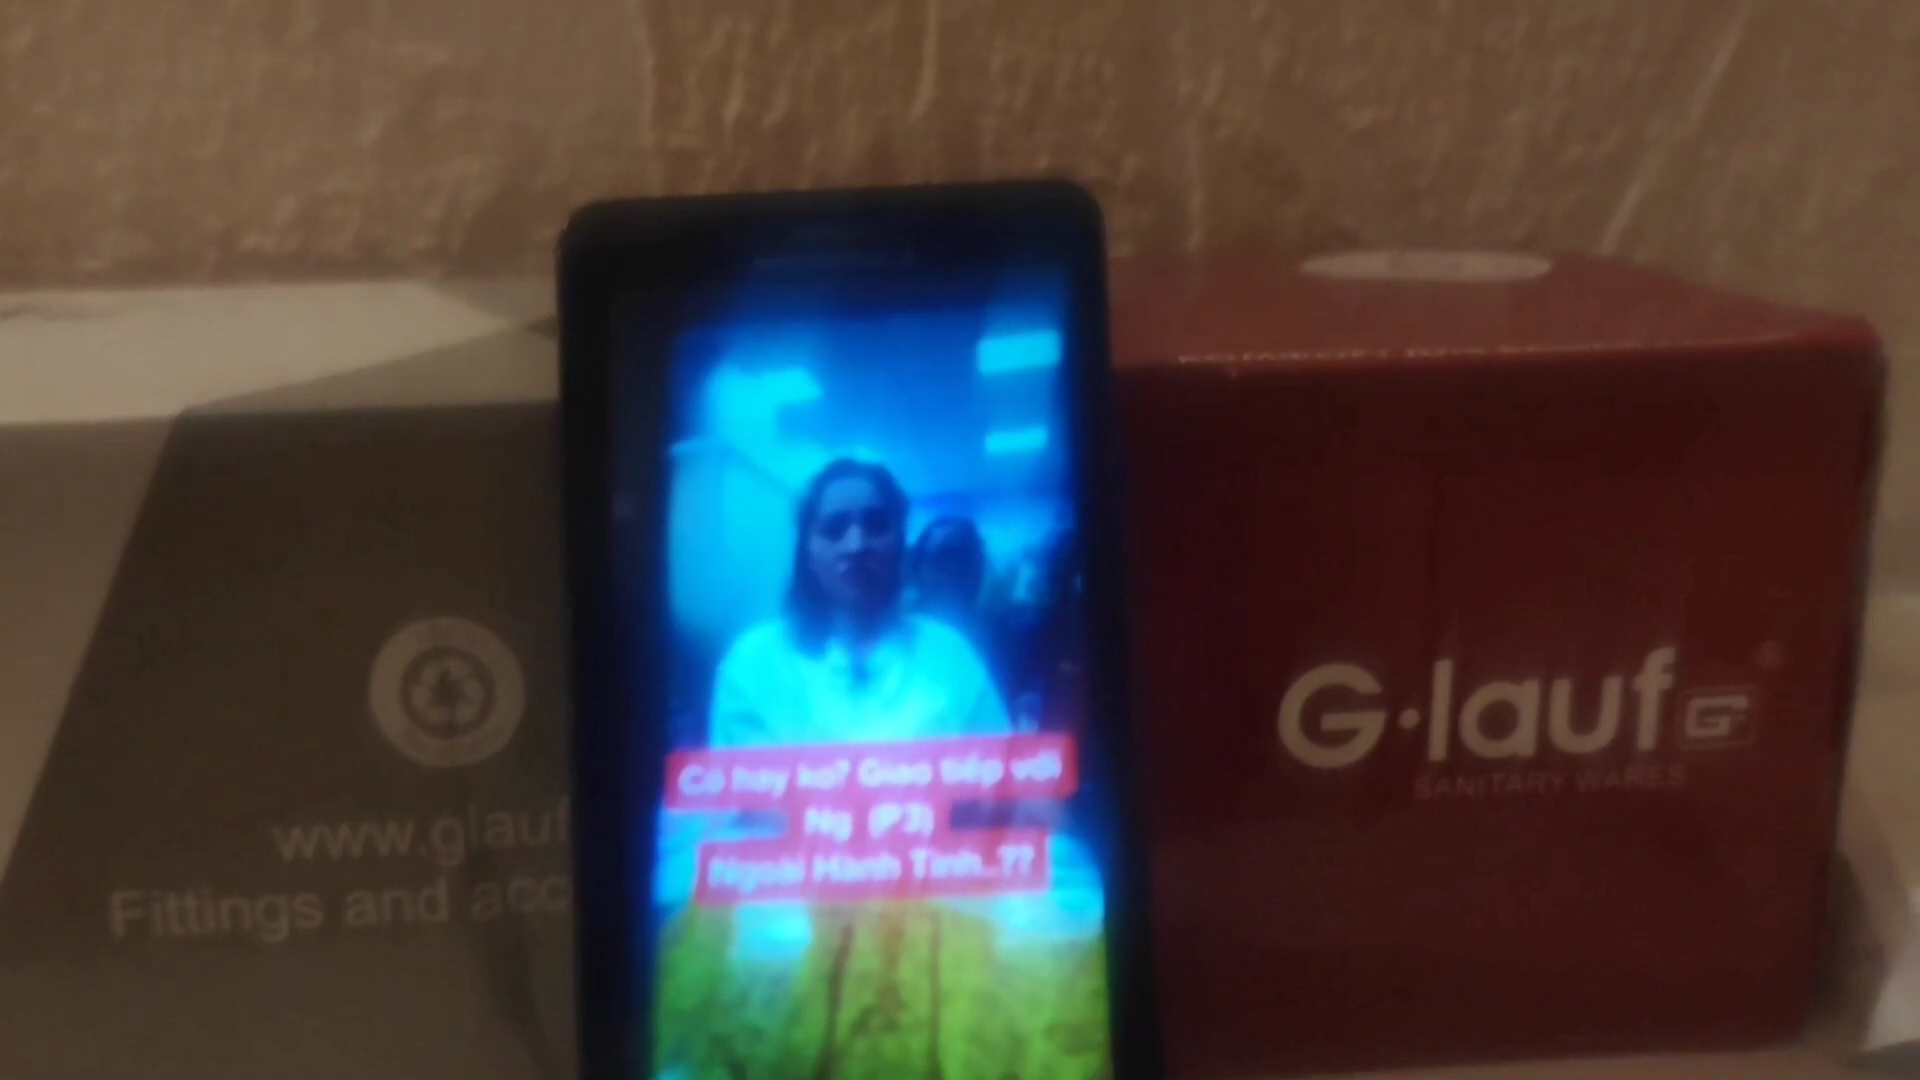 Có hay ko? Giao tiếp với
Ng (P3)
Ngoài Hành Tinh..??
www.glauf
Fittings and acc
G·lauf G
SANITARY WARES